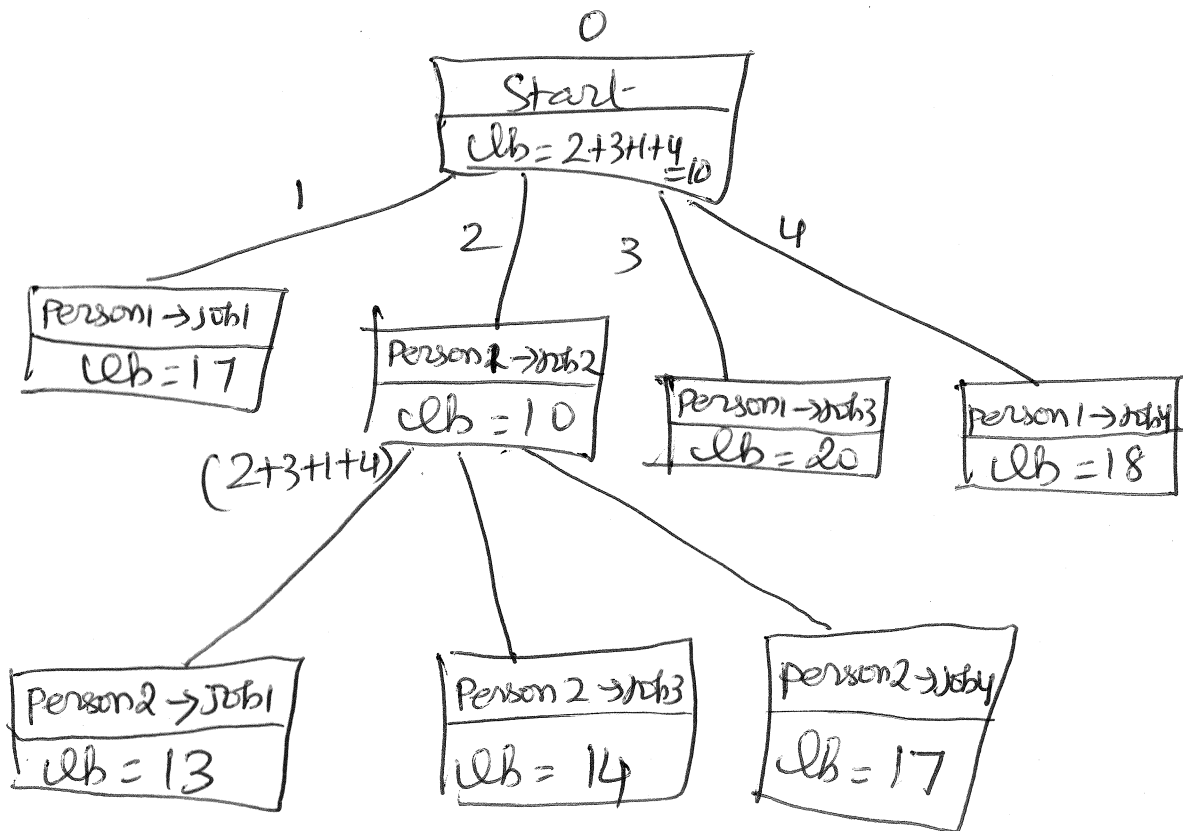 0
Start
lb = 2+3+1+4
=10
1
2
3
4
Person1→Job1
lb = 17
Person1→Job2
lb = 10
Person1→Job3
lb = 20
person1→Job4
lb = 18
(2+3+1+4)
Person2→Job1
lb = 13
Person2→Job3
lb = 14
person2→Job4
lb = 17